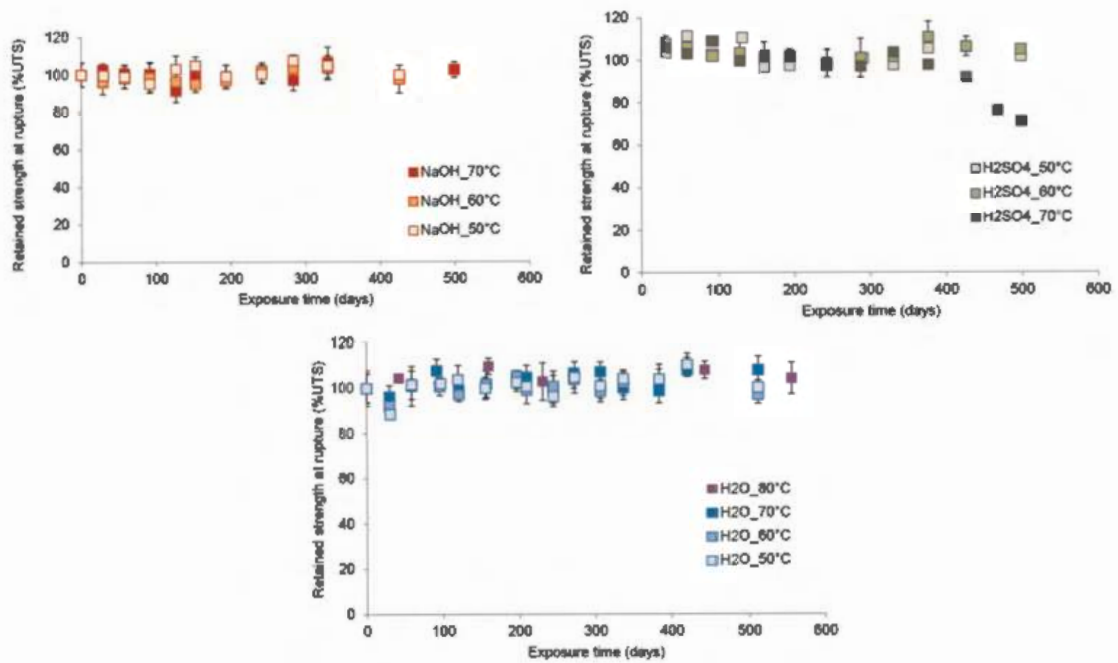 Retained strength at rupture (%UTS)
120
100
80
60
40
20
0
0 100 200 300 400 500 600
Exposure time (days)
NaOH_70°C
NaOH_60°C
NaOH_50°C
Retained strength at rupture (%UTS)
120
100
80
60
40
20
0
0 100 200 300 400 500 600
Exposure time (days)
H2SO4_50°C
H2SO4_60°C
H2SO4_70°C
Retained strength at rupture (%UTS)
120
100
80
60
40
20
0
0 100 200 300 400 500 600
Exposure time (days)
H2O_80°C
H2O_70°C
H2O_60°C
H2O_50°C